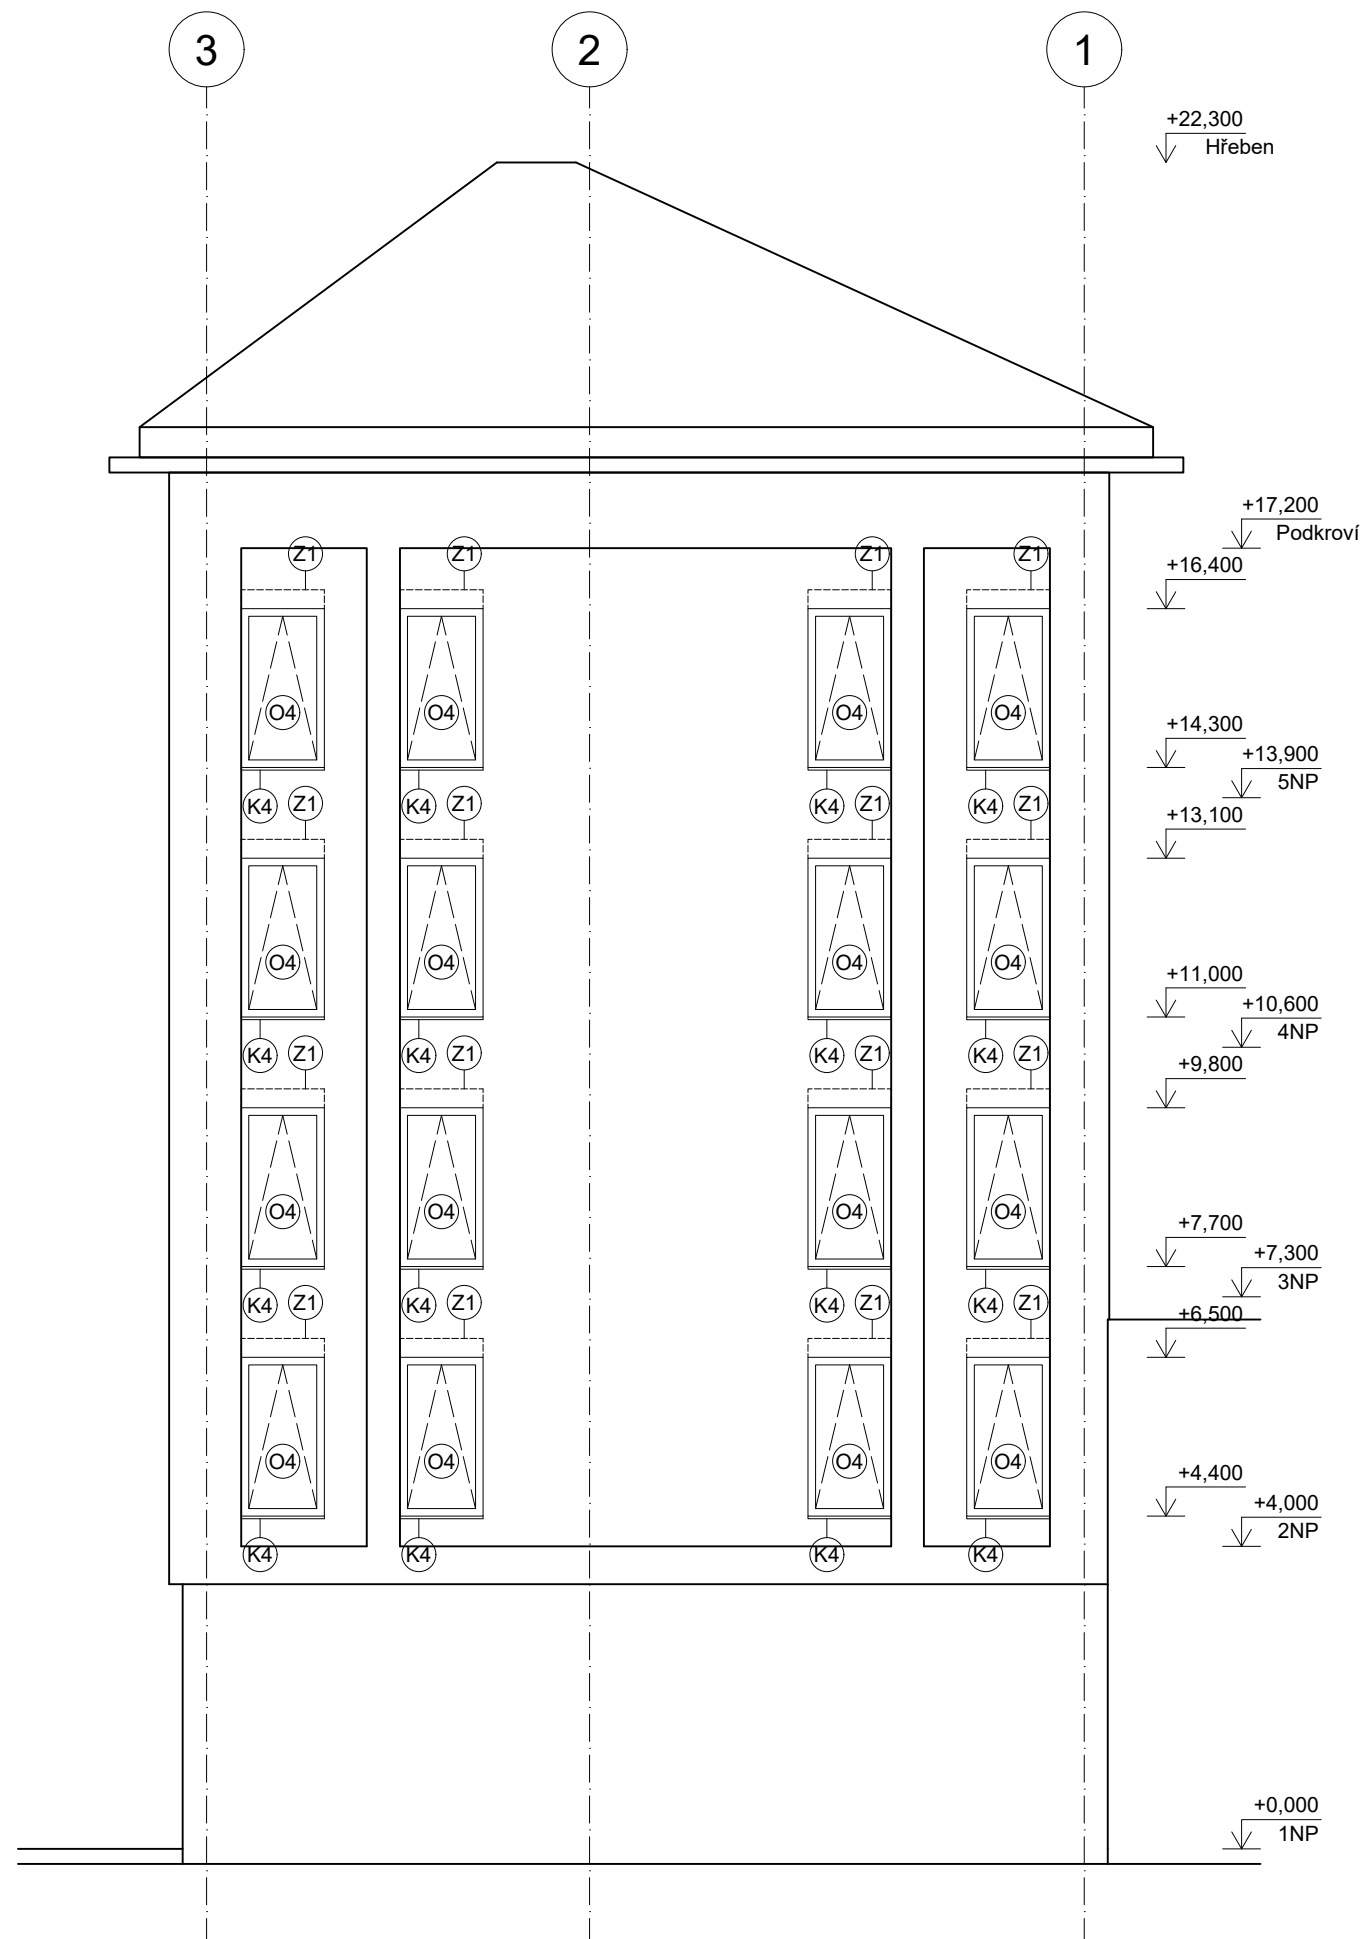 3 2 1
+22,300
Hřeben
+17,200
Podkroví
Z1 Z1 Z1 Z1
+16,400
O4 O4 O4 O4
+14,300
+13,900
5NP
K4 Z1 K4 Z1 K4 Z1 K4 Z1
+13,100
O4 O4 O4 O4
+11,000
+10,600
4NP
K4 Z1 K4 Z1 K4 Z1 K4 Z1
+9,800
O4 O4 O4 O4
+7,700
+7,300
3NP
K4 Z1 K4 Z1 K4 Z1 K4 Z1
+6,500
O4 O4 O4 O4
+4,400
+4,000
2NP
K4 K4 K4 K4
+0,000
1NP